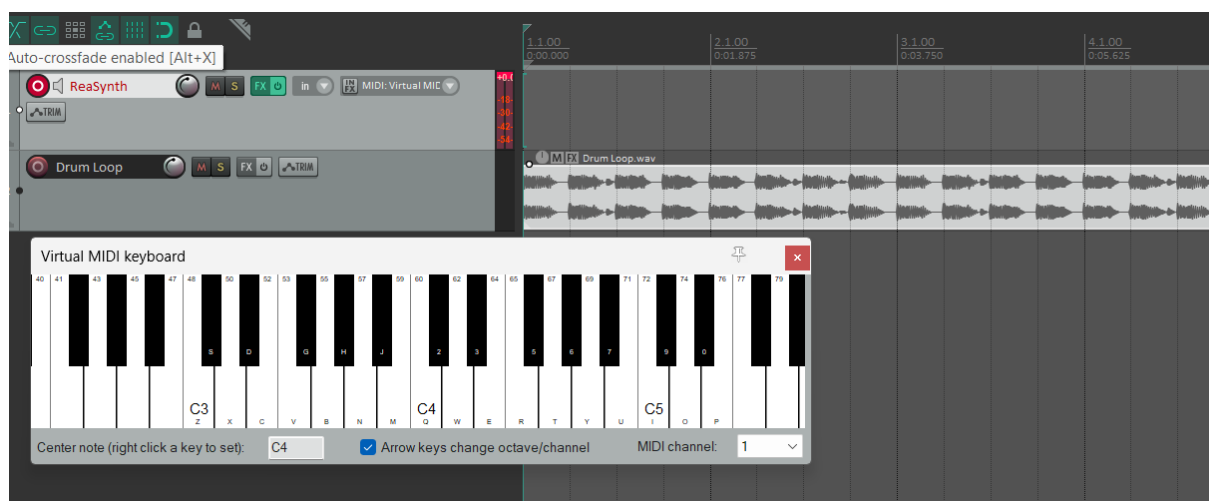 1.1.00 2.1.00 3.1.00 4.1.00
0:00.000 0:01.875 0:03.750 0:05.625
Auto-crossfade enabled [Alt+X]
ReaSynth M S FX in IN FX MIDI: Virtual MIC +0.0
TRIM
-18-
-30-
-42-
-54-
M FX Drum Loop.wav
Drum Loop M S FX TRIM
Virtual MIDI keyboard
40 41 43 45 47 48 50 52 53 55 57 59 60 62 64 65 67 69 71 72 74 76 77 79
S D G H J 2 3 5 6 7 9 0
C3 C4 C5
Z X C V B N M Q W E R T Y U I O P
Center note (right click a key to set): C4 Arrow keys change octave/channel MIDI channel: 1